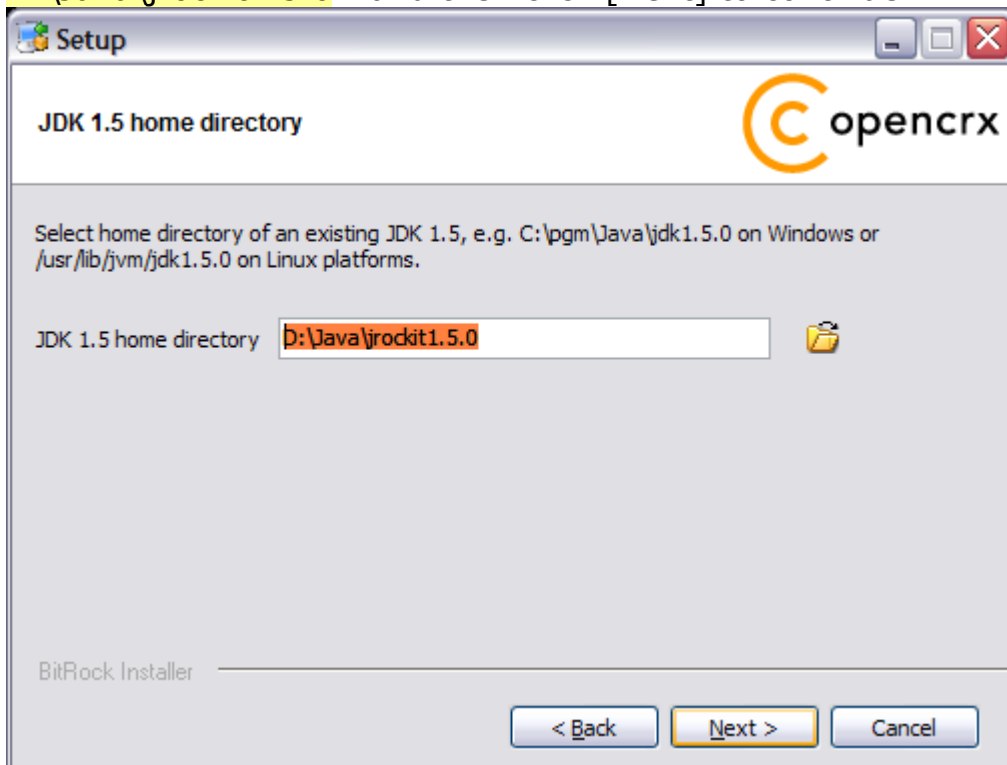 Setup
JDK 1.5 home directory
opencrx
Select home directory of an existing JDK 1.5, e.g. C:\pgm\Java\jdk1.5.0 on Windows or
/usr/lib/jvm/jdk1.5.0 on Linux platforms.
JDK 1.5 home directory D:\Java\jrockit1.5.0
BitRock Installer
< Back Next > Cancel